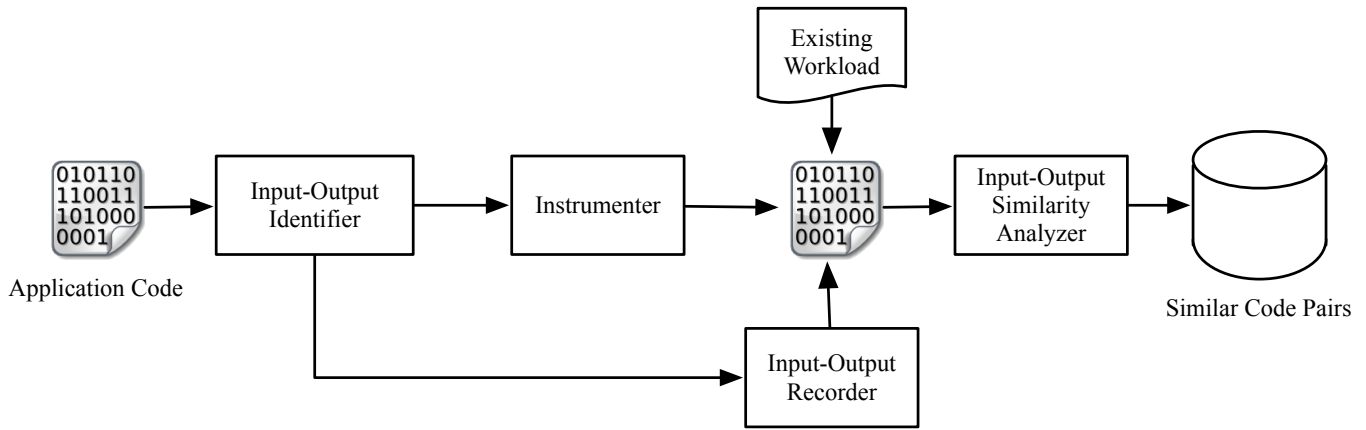 Existing
Workload
010110
110011
101000
0001
Application Code
Input-Output
Identifier
Instrumenter
010110
110011
101000
0001
Input-Output
Similarity
Analyzer
Similar Code Pairs
Input-Output
Recorder